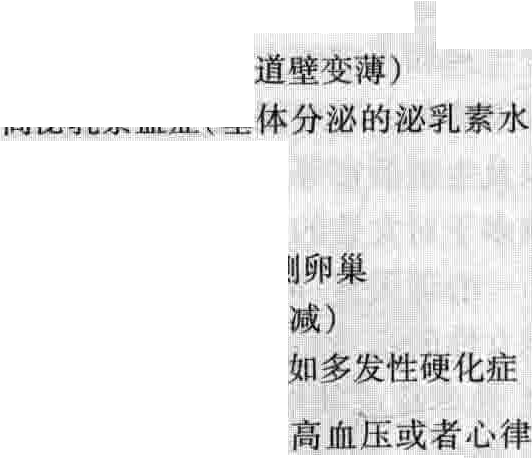 道壁变薄)
体分泌的泌乳素水
卵巢
减)
如多发性硬化症
高血压或者心律